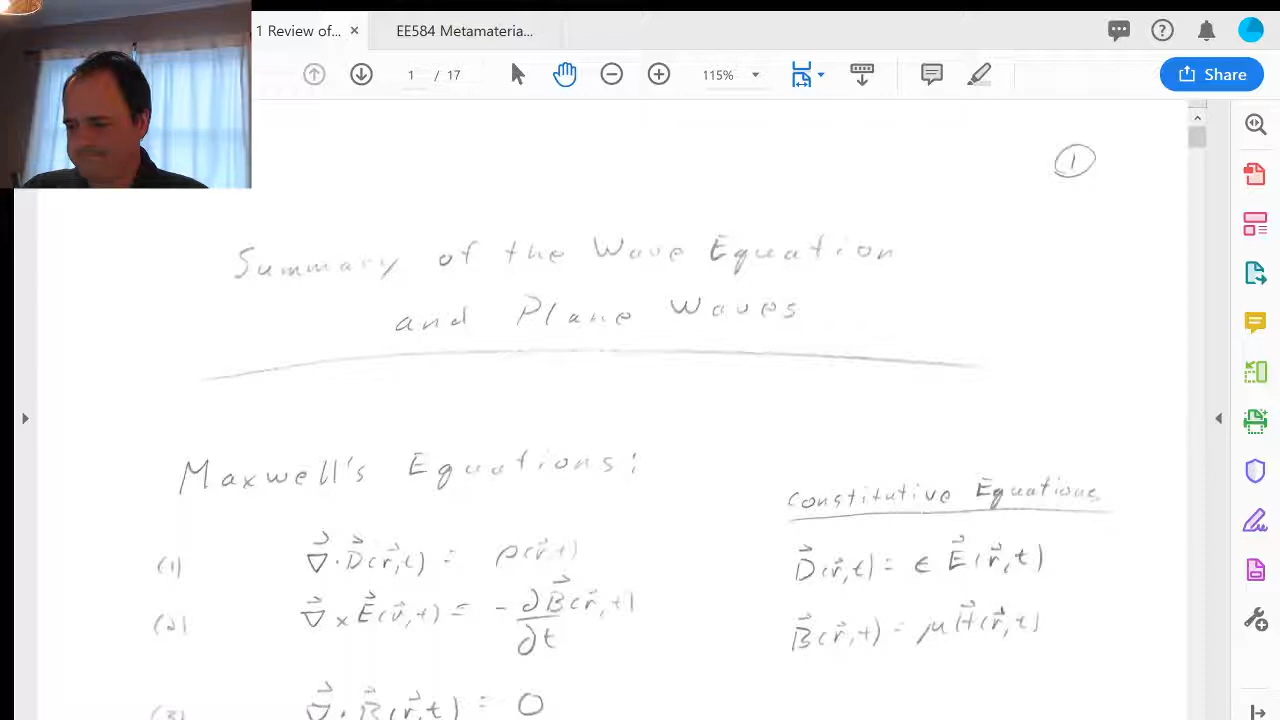 1 Review of...
EE584 Metamateria...
1 / 17
115%
Share
1
Summary of the Wave Equation
and Plane Waves
Maxwell's Equations:
Constitutive Equations
(1) ∇⃗ · D⃗(r⃗,t) = ρ(r⃗,t)
D⃗(r⃗,t) = ϵ E⃗(r⃗,t)
(2) ∇⃗ × E⃗(r⃗,t) = - ∂B⃗(r⃗,t)/∂t
B⃗(r⃗,t) = μ H⃗(r⃗,t)
(3) ∇⃗ · B⃗(r⃗,t) = 0